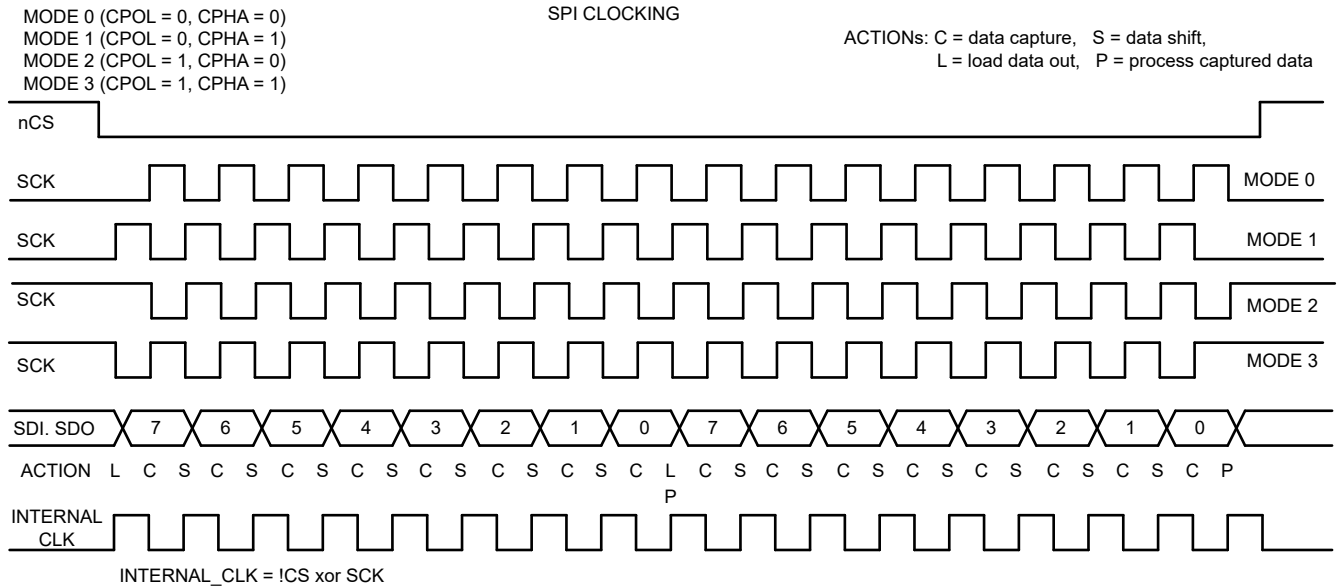 SPI CLOCKING
MODE 0 (CPOL = 0, CPHA = 0)
MODE 1 (CPOL = 0, CPHA = 1)
MODE 2 (CPOL = 1, CPHA = 0)
MODE 3 (CPOL = 1, CPHA = 1)
ACTIONs: C = data capture, S = data shift,
L = load data out, P = process captured data
nCS
SCK MODE 0
SCK MODE 1
SCK MODE 2
SCK MODE 3
SDI. SDO 7 6 5 4 3 2 1 0 7 6 5 4 3 2 1 0
ACTION L C S C S C S C S C S C S C S C L C S C S C S C S C S C S C S C P
P
INTERNAL
CLK
INTERNAL_CLK = !CS xor SCK